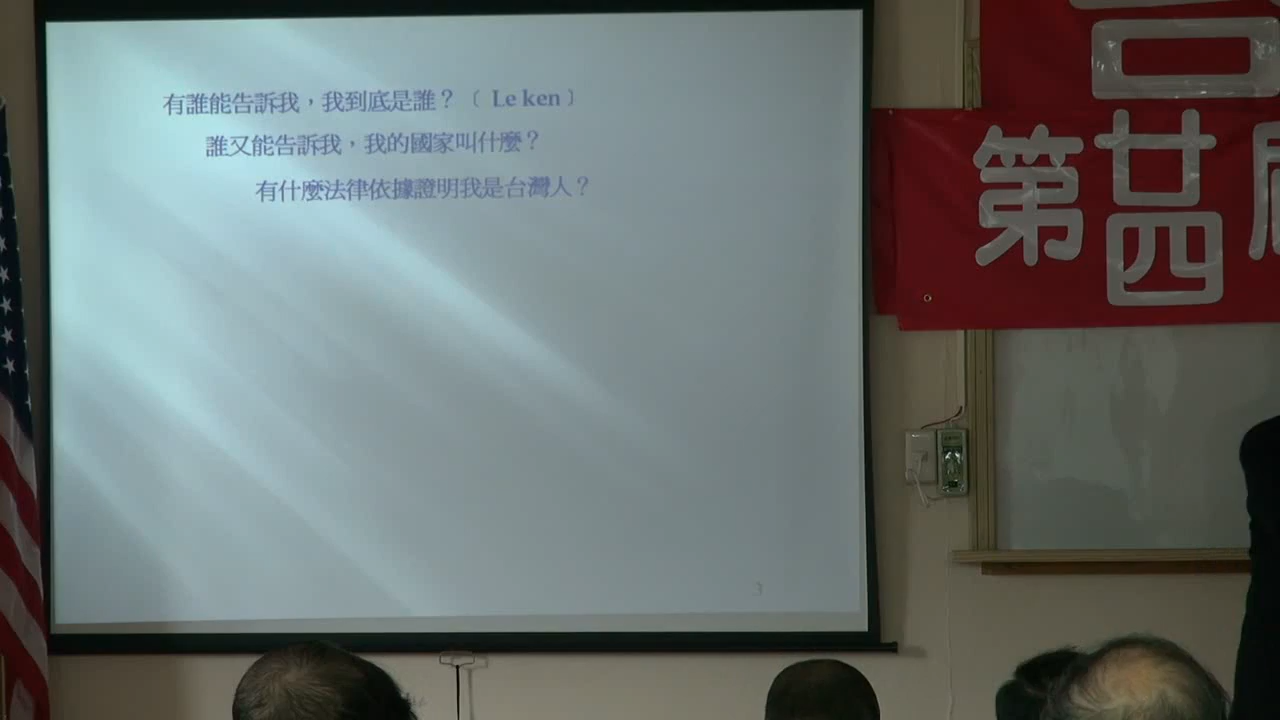 有誰能告訴我，我到底是誰？〔 Le ken 〕
誰又能告訴我，我的國家叫什麼？
有什麼法律依據證明我是台灣人？
3
第廿四